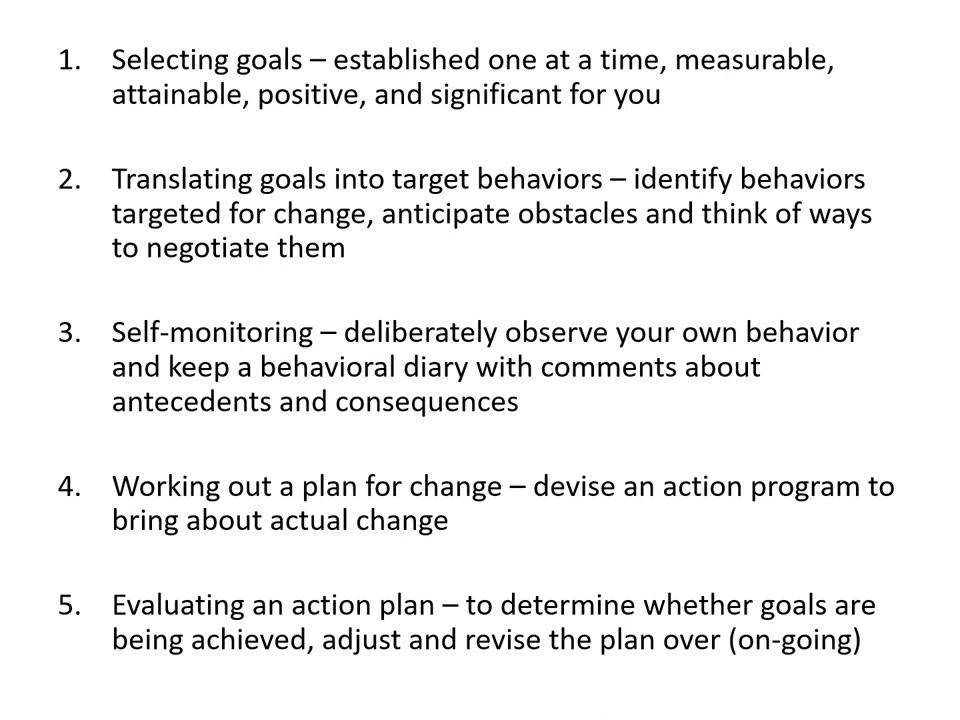 1. Selecting goals – established one at a time, measurable,
attainable, positive, and significant for you
2. Translating goals into target behaviors – identify behaviors
targeted for change, anticipate obstacles and think of ways
to negotiate them
3. Self-monitoring – deliberately observe your own behavior
and keep a behavioral diary with comments about
antecedents and consequences
4. Working out a plan for change – devise an action program to
bring about actual change
5. Evaluating an action plan – to determine whether goals are
being achieved, adjust and revise the plan over (on-going)